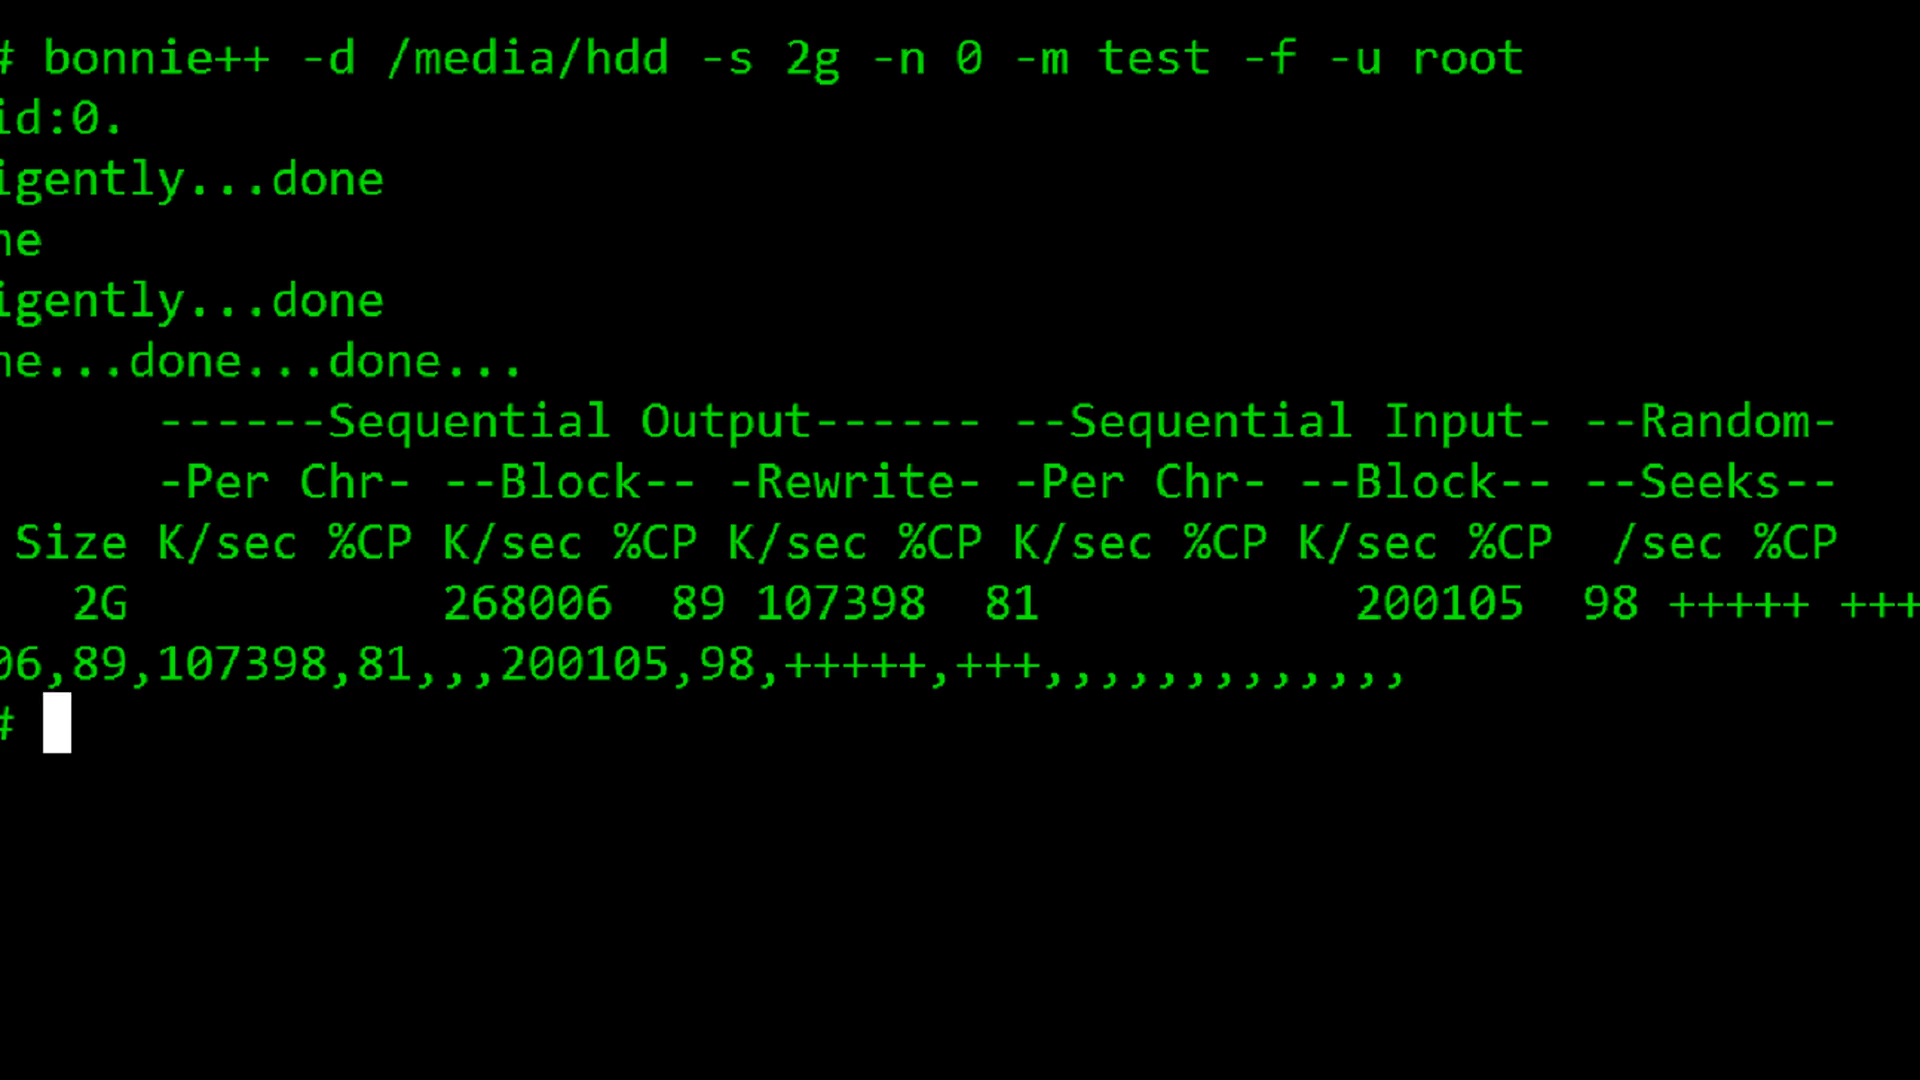 # bonnie++ -d /media/hdd -s 2g -n 0 -m test -f -u root
id:0.
igently...done
ne
igently...done
ne...done...done...
------Sequential Output------ --Sequential Input- --Random-
-Per Chr- --Block-- -Rewrite- -Per Chr- --Block-- --Seeks--
Size K/sec %CP K/sec %CP K/sec %CP K/sec %CP K/sec %CP /sec %CP
2G 268006 89 107398 81 200105 98 +++++ +++
06,89,107398,81,,,200105,98,+++++,+++,,,,,,,,,,,,,
#